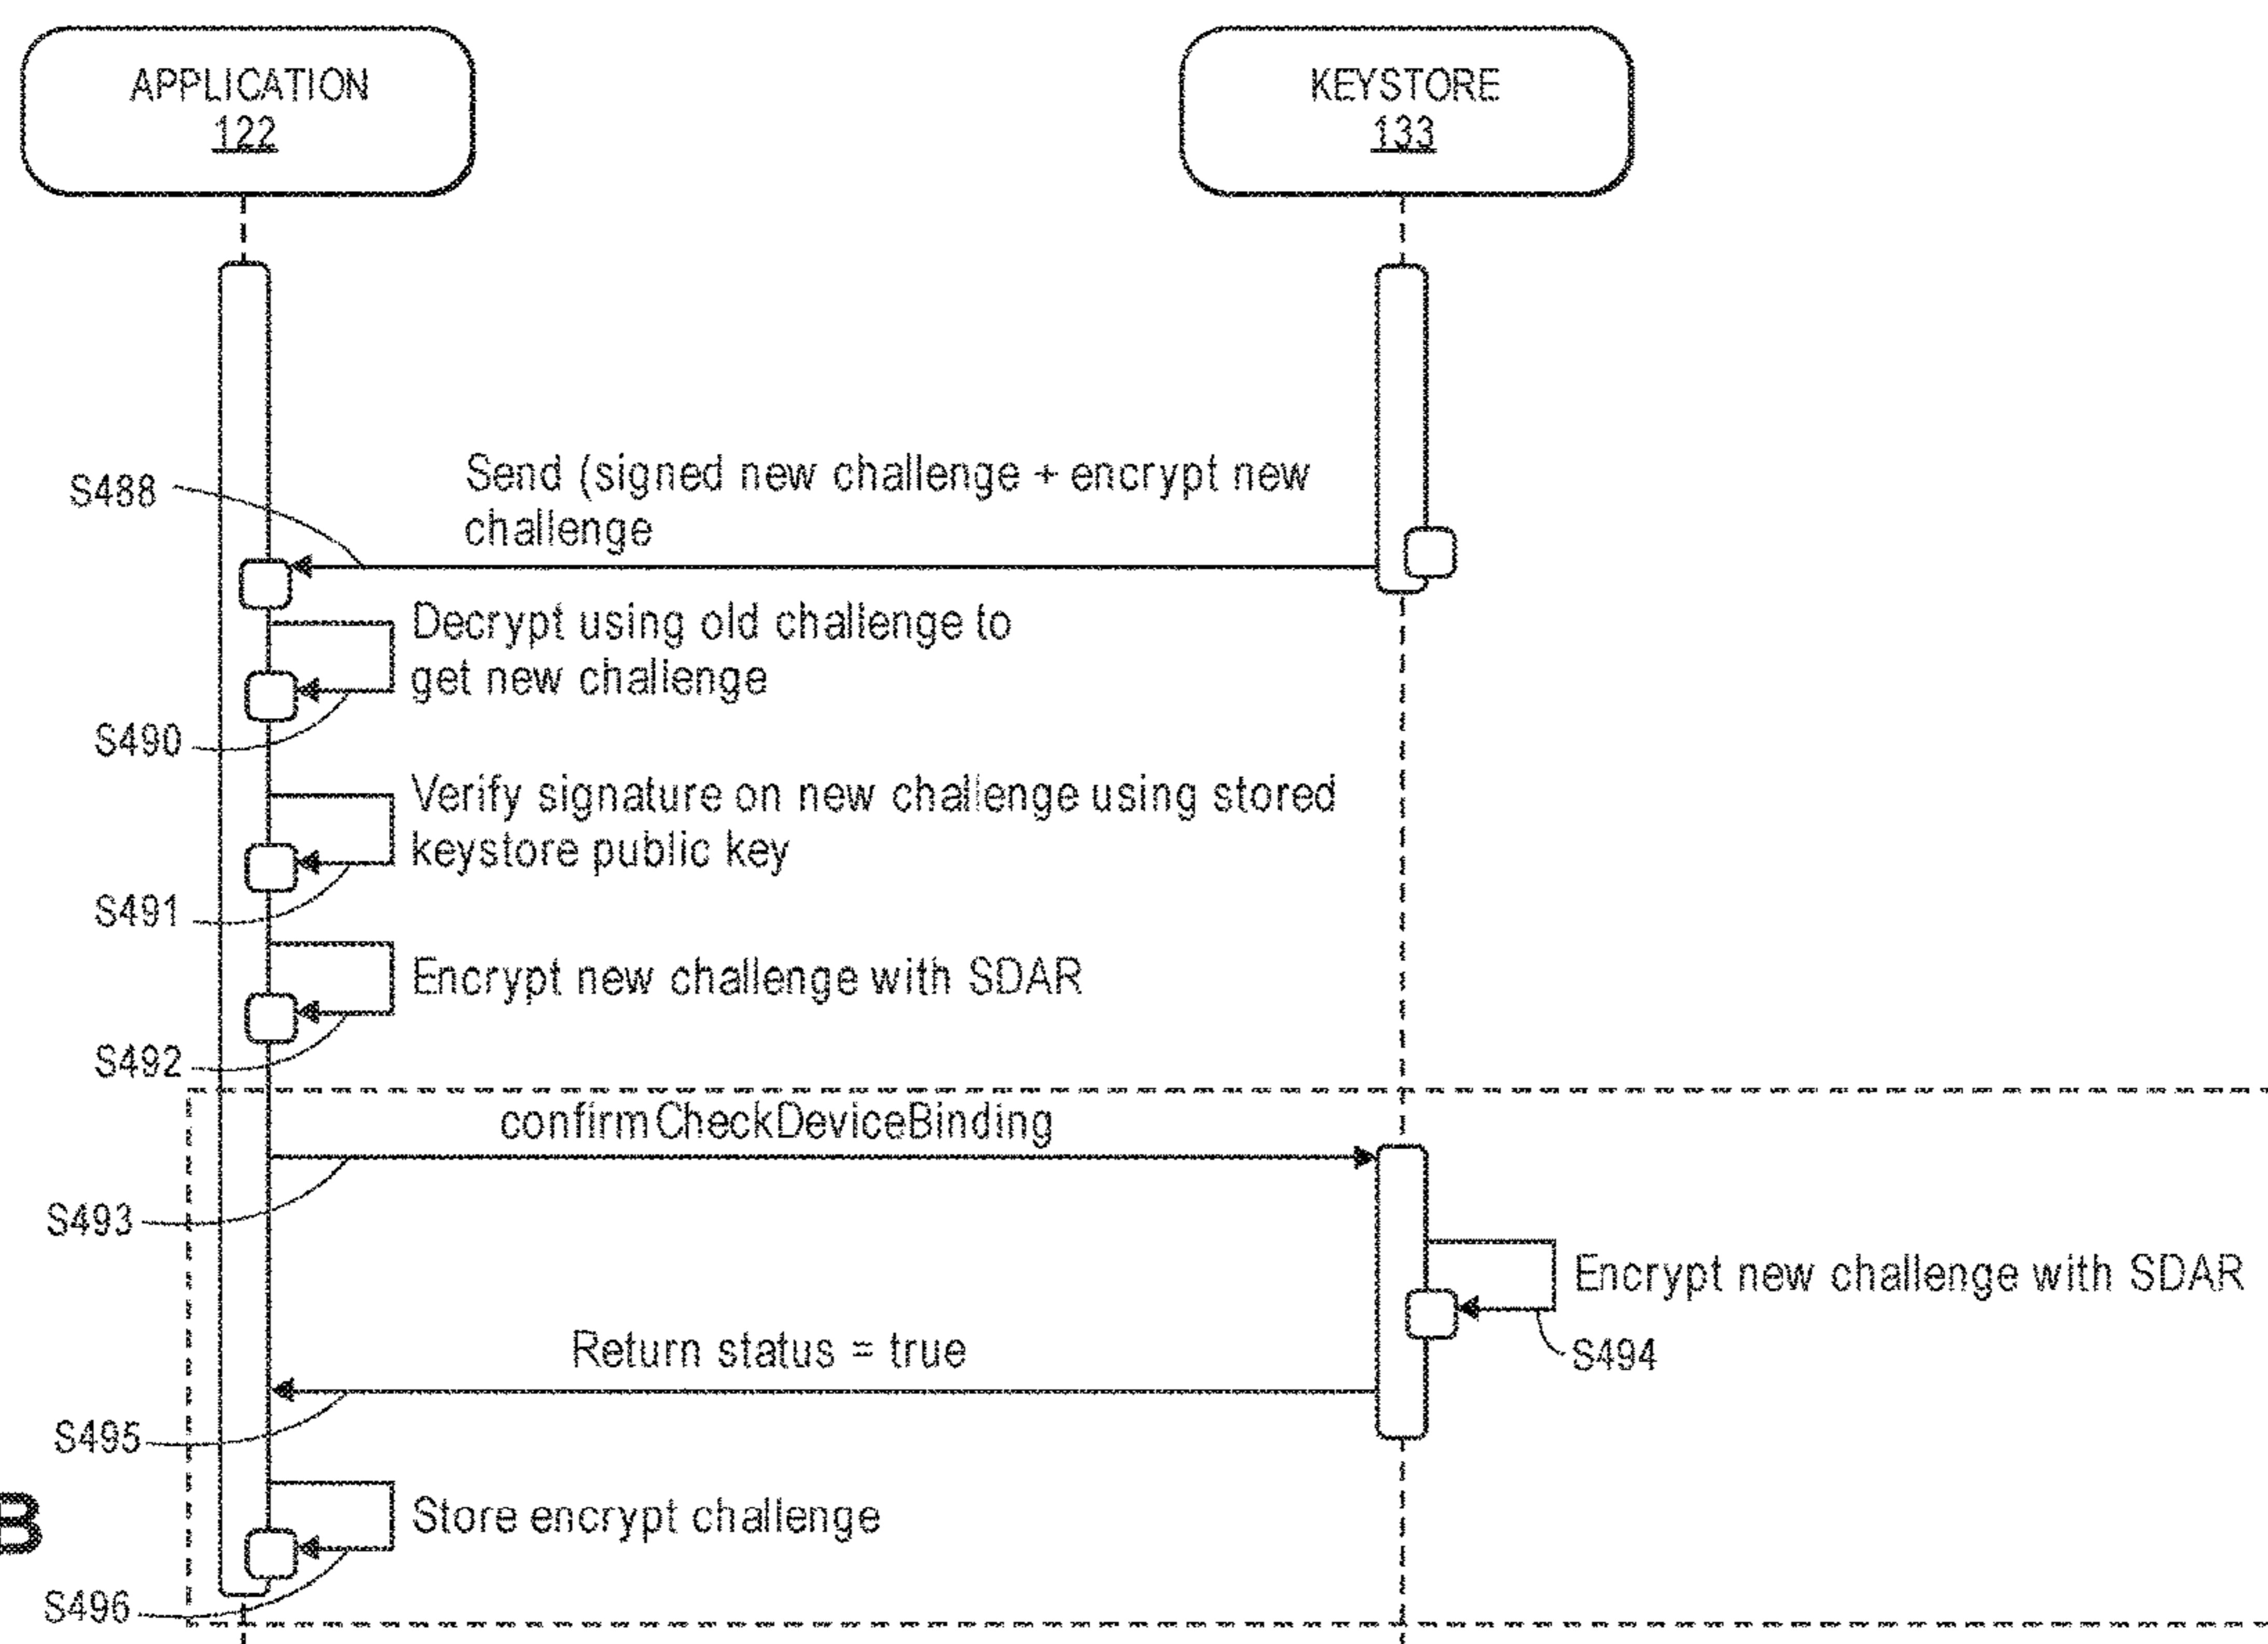 APPLICATION
122
KEYSTORE
133
S488
Send (signed new challenge + encrypt new
challenge
Decrypt using old challenge to
get new challenge
S490
Verify signature on new challenge using stored
keystore public key
S491
Encrypt new challenge with SDAR
S492
confirmCheckDeviceBinding
S493
Encrypt new challenge with SDAR
S494
Return status = true
S495
Store encrypt challenge
B
S496